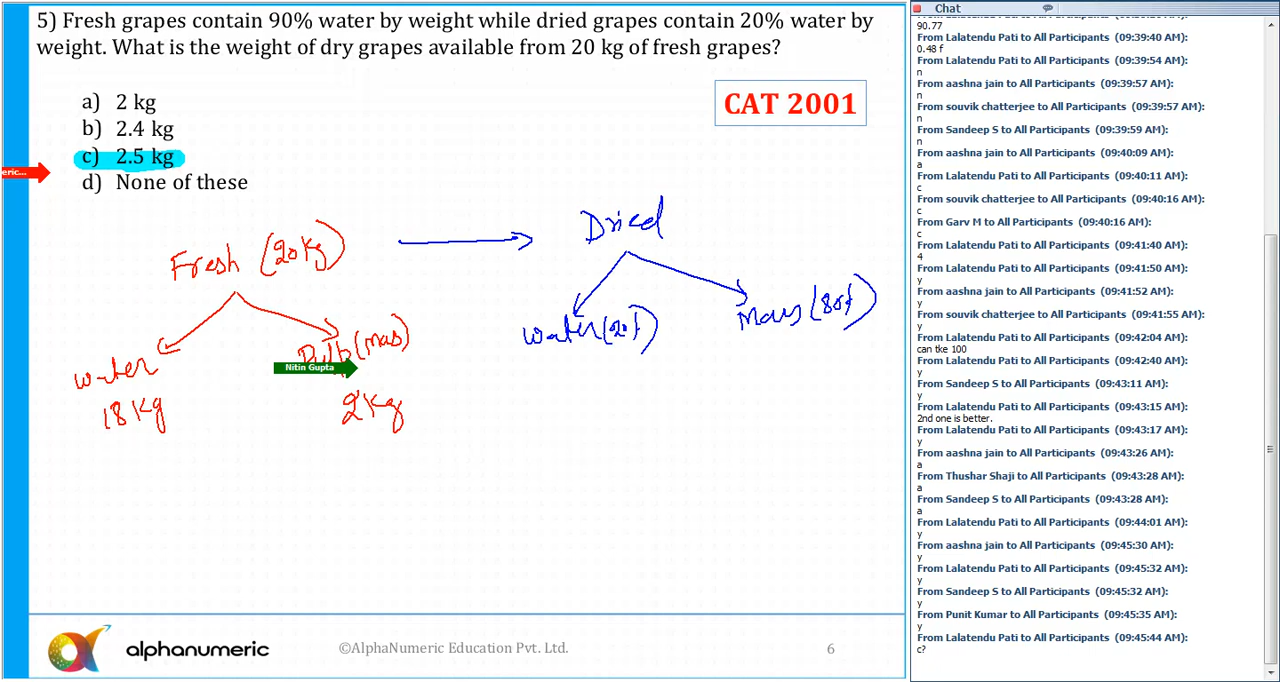 5) Fresh grapes contain 90% water by weight while dried grapes contain 20% water by
weight. What is the weight of dry grapes available from 20 kg of fresh grapes?
a) 2 kg
b) 2.4 kg
c) 2.5 kg
d) None of these
CAT 2001
eric...
Fresh (20kg)
Dried
water
18 kg
Pulp (mas)
2kg
Nitin Gupta
water (20%)
Mass (80%)
alphanumeric
©AlphaNumeric Education Pvt. Ltd.
6
Chat
90.77
From Lalatendu Pati to All Participants (09:39:40 AM):
0.48 f
From Lalatendu Pati to All Participants (09:39:54 AM):
n
From aashna jain to All Participants (09:39:57 AM):
n
From souvik chatterjee to All Participants (09:39:57 AM):
n
From Sandeep S to All Participants (09:39:59 AM):
n
From aashna jain to All Participants (09:40:09 AM):
a
From Lalatendu Pati to All Participants (09:40:11 AM):
c
From souvik chatterjee to All Participants (09:40:16 AM):
c
From Garv M to All Participants (09:40:16 AM):
c
From Lalatendu Pati to All Participants (09:41:40 AM):
4
From Lalatendu Pati to All Participants (09:41:50 AM):
y
From aashna jain to All Participants (09:41:52 AM):
y
From souvik chatterjee to All Participants (09:41:55 AM):
y
From Lalatendu Pati to All Participants (09:42:04 AM):
can tke 100
From Lalatendu Pati to All Participants (09:42:40 AM):
y
From Sandeep S to All Participants (09:43:11 AM):
y
From Lalatendu Pati to All Participants (09:43:15 AM):
2nd one is better.
From Lalatendu Pati to All Participants (09:43:17 AM):
y
From aashna jain to All Participants (09:43:26 AM):
a
From Thushar Shaji to All Participants (09:43:28 AM):
a
From Sandeep S to All Participants (09:43:28 AM):
a
From Lalatendu Pati to All Participants (09:44:01 AM):
y
From aashna jain to All Participants (09:45:30 AM):
y
From Lalatendu Pati to All Participants (09:45:32 AM):
y
From Sandeep S to All Participants (09:45:32 AM):
y
From Punit Kumar to All Participants (09:45:35 AM):
y
From Lalatendu Pati to All Participants (09:45:44 AM):
c?